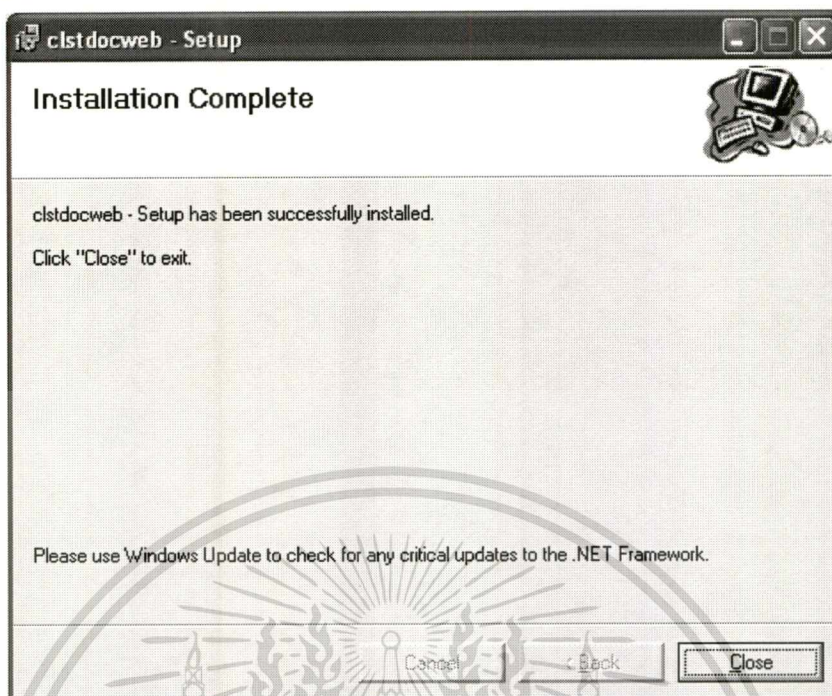 clstdocweb - Setup
Installation Complete
clstdocweb - Setup has been successfully installed.
Click "Close" to exit.
Please use Windows Update to check for any critical updates to the .NET Framework.
Cancel
< Back
Close